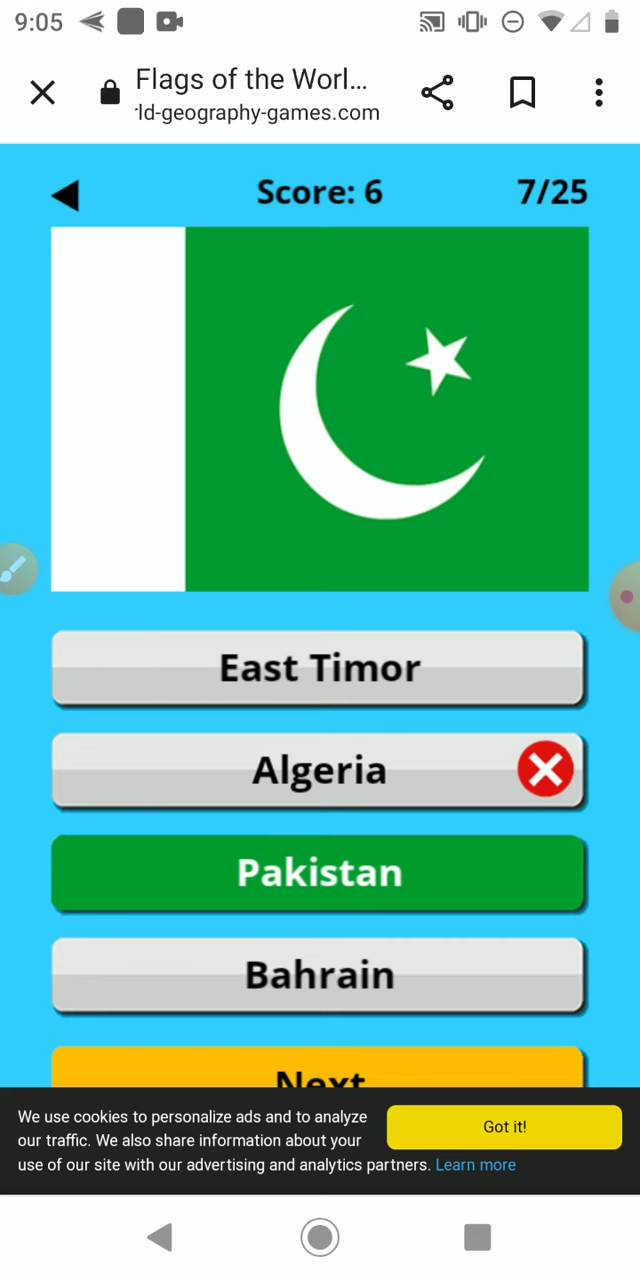 9:05
Flags of the Worl...
rld-geography-games.com
Score: 6
7/25
East Timor
Algeria
Pakistan
Bahrain
Next
We use cookies to personalize ads and to analyze
our traffic. We also share information about your
use of our site with our advertising and analytics partners. Learn more
Got it!